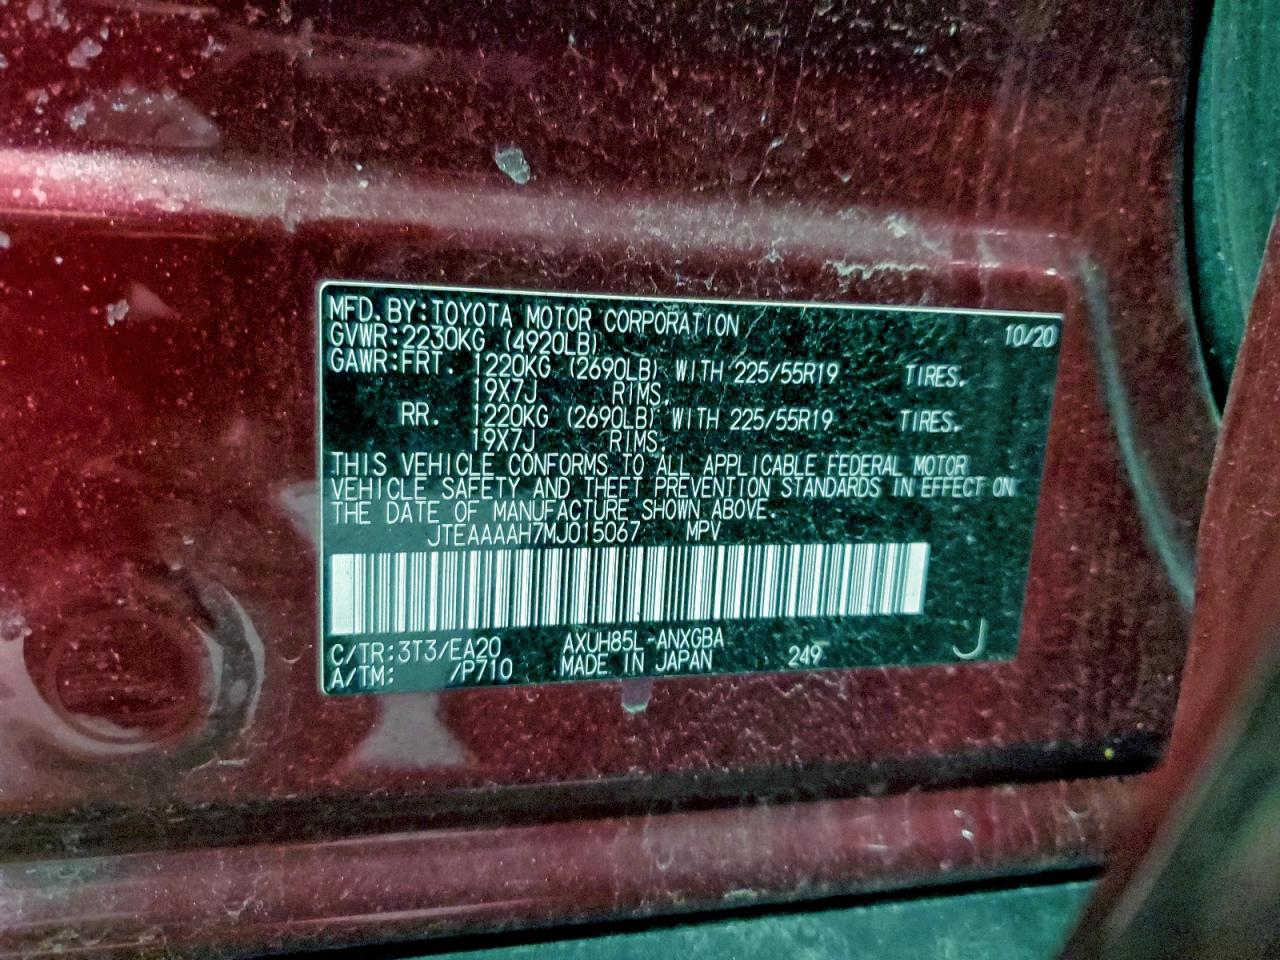 MFD.BY:TOYOTA MOTOR CORPORATION 10/20
GVWR:2230KG (4920LB)
GAWR:FRT. 1220KG (2690LB) WITH 225/55R19 TIRES.
19X7J RIMS.
RR. 1220KG (2690LB) WITH 225/55R19 TIRES.
19X7J RIMS.
THIS VEHICLE CONFORMS TO ALL APPLICABLE FEDERAL MOTOR
VEHICLE SAFETY AND THEFT PREVENTION STANDARDS IN EFFECT ON
THE DATE OF MANUFACTURE SHOWN ABOVE.
JTEAAAAH7MJ015067 MPV
C/TR:3T3/EA20 AXUH85L-ANXGBA
A/TM: /P710 MADE IN JAPAN 249 J